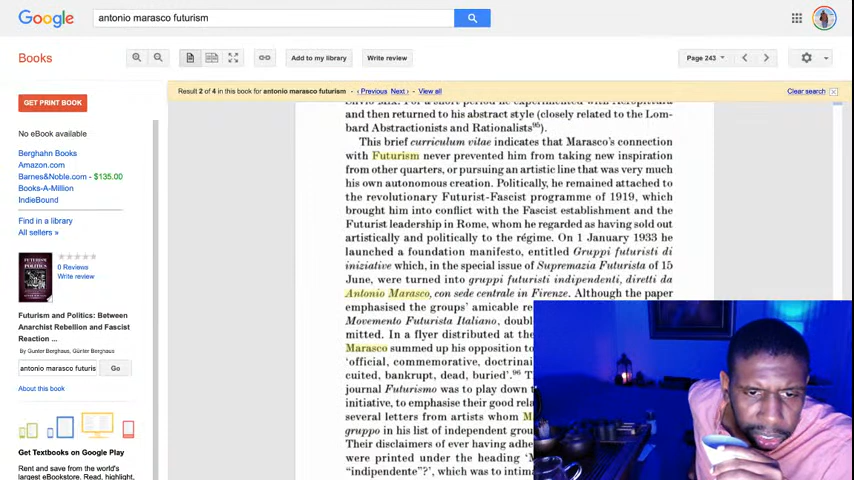 Google
antonio marasco futurism
Books
Add to my library
Write review
Page 243
Result 2 of 4 in this book for antonio marasco futurism - ‹ Previous Next › - View all
Clear search
GET PRINT BOOK
No eBook available
Berghahn Books
Amazon.com
Barnes&Noble.com - $135.00
Books-A-Million
IndieBound
Find in a library
All sellers »
FUTURISM
POLITICS
0 Reviews
Write review
Futurism and Politics: Between
Anarchist Rebellion and Fascist
Reaction ...
By Gunter Berghaus, Günter Berghaus
antonio marasco futuris
Go
About this book
Get Textbooks on Google Play
Rent and save from the world's
largest eBookstore. Read, highlight,
and then returned to his abstract style (closely related to the Lom-
bard Abstractionists and Rationalists⁹⁵).
This brief curriculum vitae indicates that Marasco's connection
with Futurism never prevented him from taking new inspiration
from other quarters, or pursuing an artistic line that was very much
his own autonomous creation. Politically, he remained attached to
the revolutionary Futurist-Fascist programme of 1919, which
brought him into conflict with the Fascist establishment and the
Futurist leadership in Rome, whom he regarded as having sold out
artistically and politically to the régime. On 1 January 1933 he
launched a foundation manifesto, entitled Gruppi futuristi di
iniziative which, in the special issue of Supremazia Futurista of 15
June, were turned into gruppi futuristi indipendenti, diretti da
Antonio Marasco, con sede centrale in Firenze. Although the paper
emphasised the groups' amicable re
Movimento Futurista Italiano, doub
mitted. In a flyer distributed at the
Marasco summed up his opposition to
'official, commemorative, doctrinai
cuited, bankrupt, dead, buried'.⁹⁶ T
journal Futurismo was to play down t
initiative, to emphasise their good rela
several letters from artists whom M
gruppo in his list of independent grou
Their disclaimers of ever having adhe
were printed under the heading 'M
"indipendente"?', which was to intim